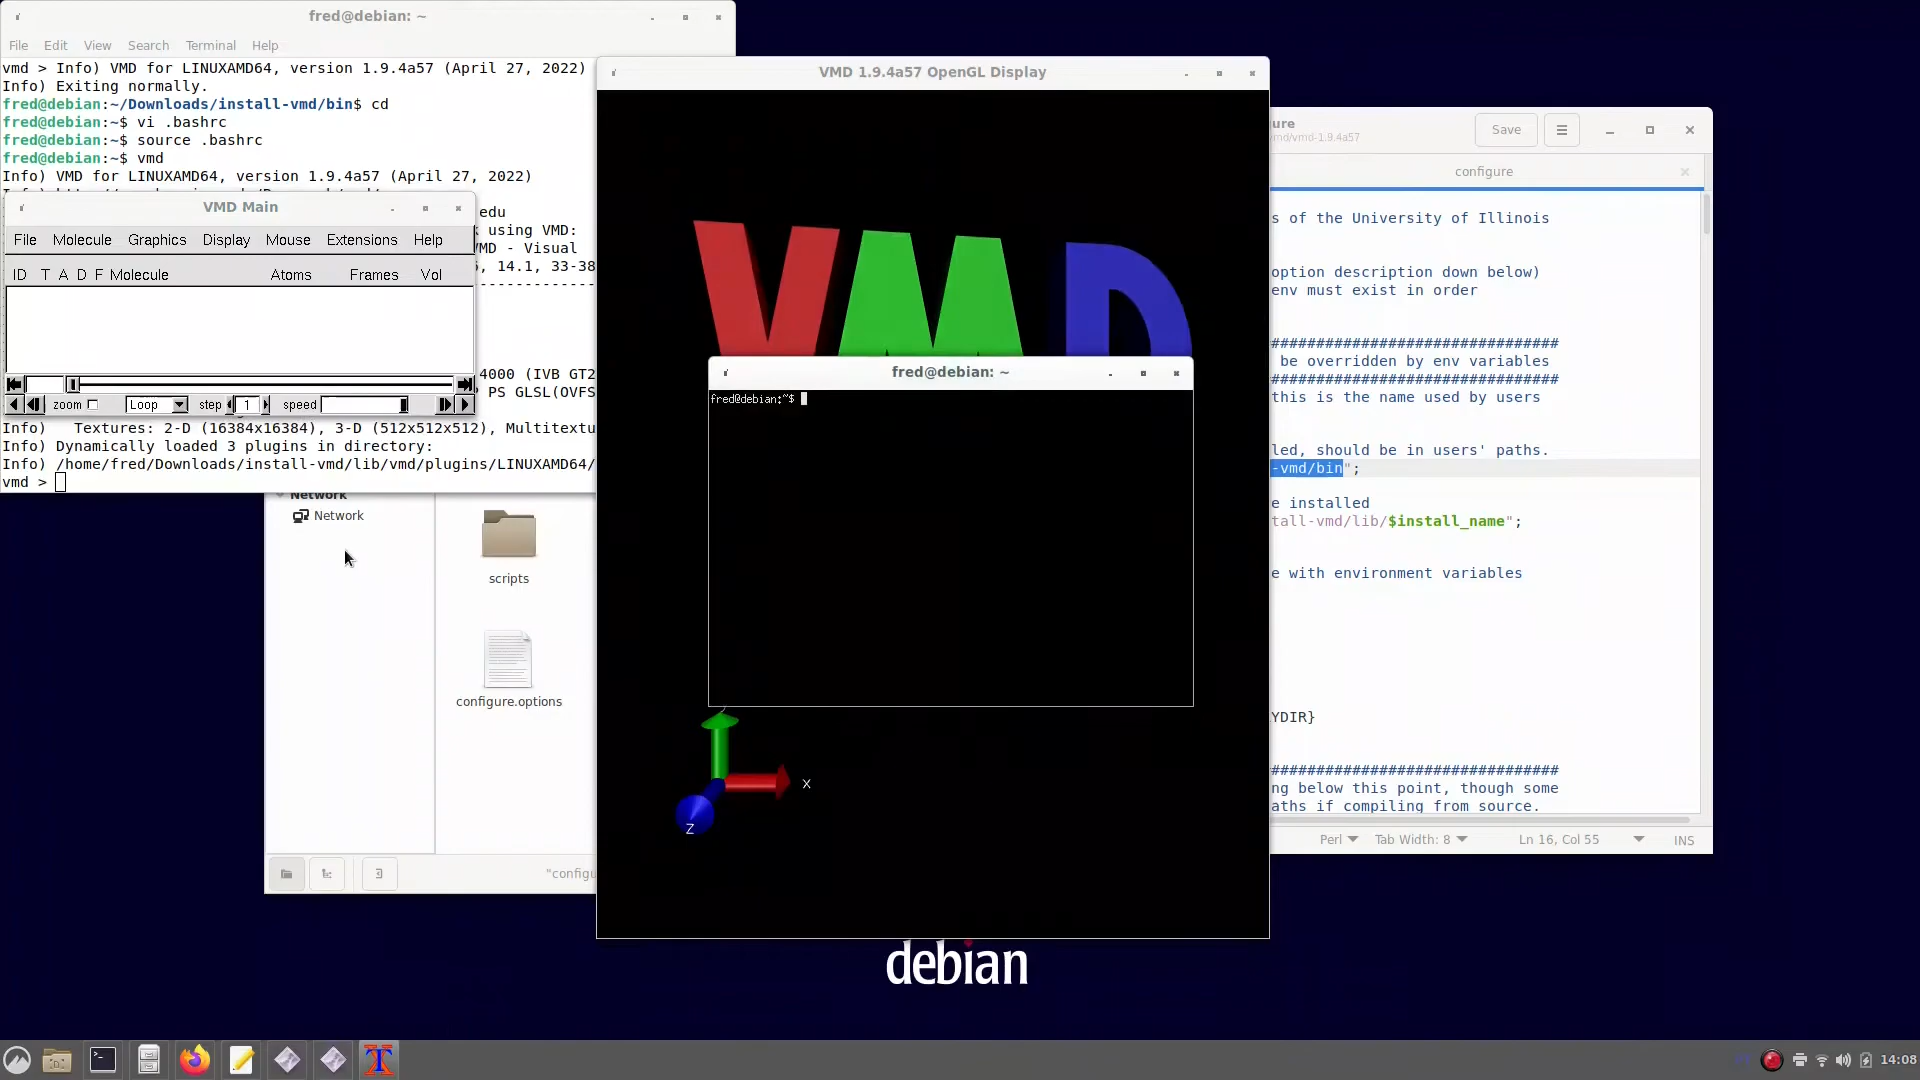 fred@debian: ~
File Edit View Search Terminal Help
vmd > Info) VMD for LINUXAMD64, version 1.9.4a57 (April 27, 2022)
Info) Exiting normally.
fred@debian:~/Downloads/install-vmd/bin$ cd
fred@debian:~$ vi .bashrc
fred@debian:~$ source .bashrc
fred@debian:~$ vmd
Info) VMD for LINUXAMD64, version 1.9.4a57 (April 27, 2022)
edu
using VMD:
VMD - Visual
, 14.1, 33-38
-------------
4000 (IVB GT2
PS GLSL(OVFS
Info)   Textures: 2-D (16384x16384), 3-D (512x512x512), Multitextu
Info) Dynamically loaded 3 plugins in directory:
Info) /home/fred/Downloads/install-vmd/lib/vmd/plugins/LINUXAMD64/
vmd >
VMD Main
File Molecule Graphics Display Mouse Extensions Help
ID T A D F Molecule Atoms Frames Vol
zoom Loop step 1 speed
Network
Network
scripts
configure.options
"configu
VMD 1.9.4a57 OpenGL Display
VMD
X
Z
fred@debian: ~
fred@debian:~$
ure
md/vmd-1.9.4a57
Save
configure
s of the University of Illinois
option description down below)
env must exist in order
################################
be overridden by env variables
################################
this is the name used by users
led, should be in users' paths.
-vmd/bin";
e installed
tall-vmd/lib/$install_name";
e with environment variables
YDIR}
################################
ng below this point, though some
aths if compiling from source.
Perl Tab Width: 8 Ln 16, Col 55 INS
debian
14:08